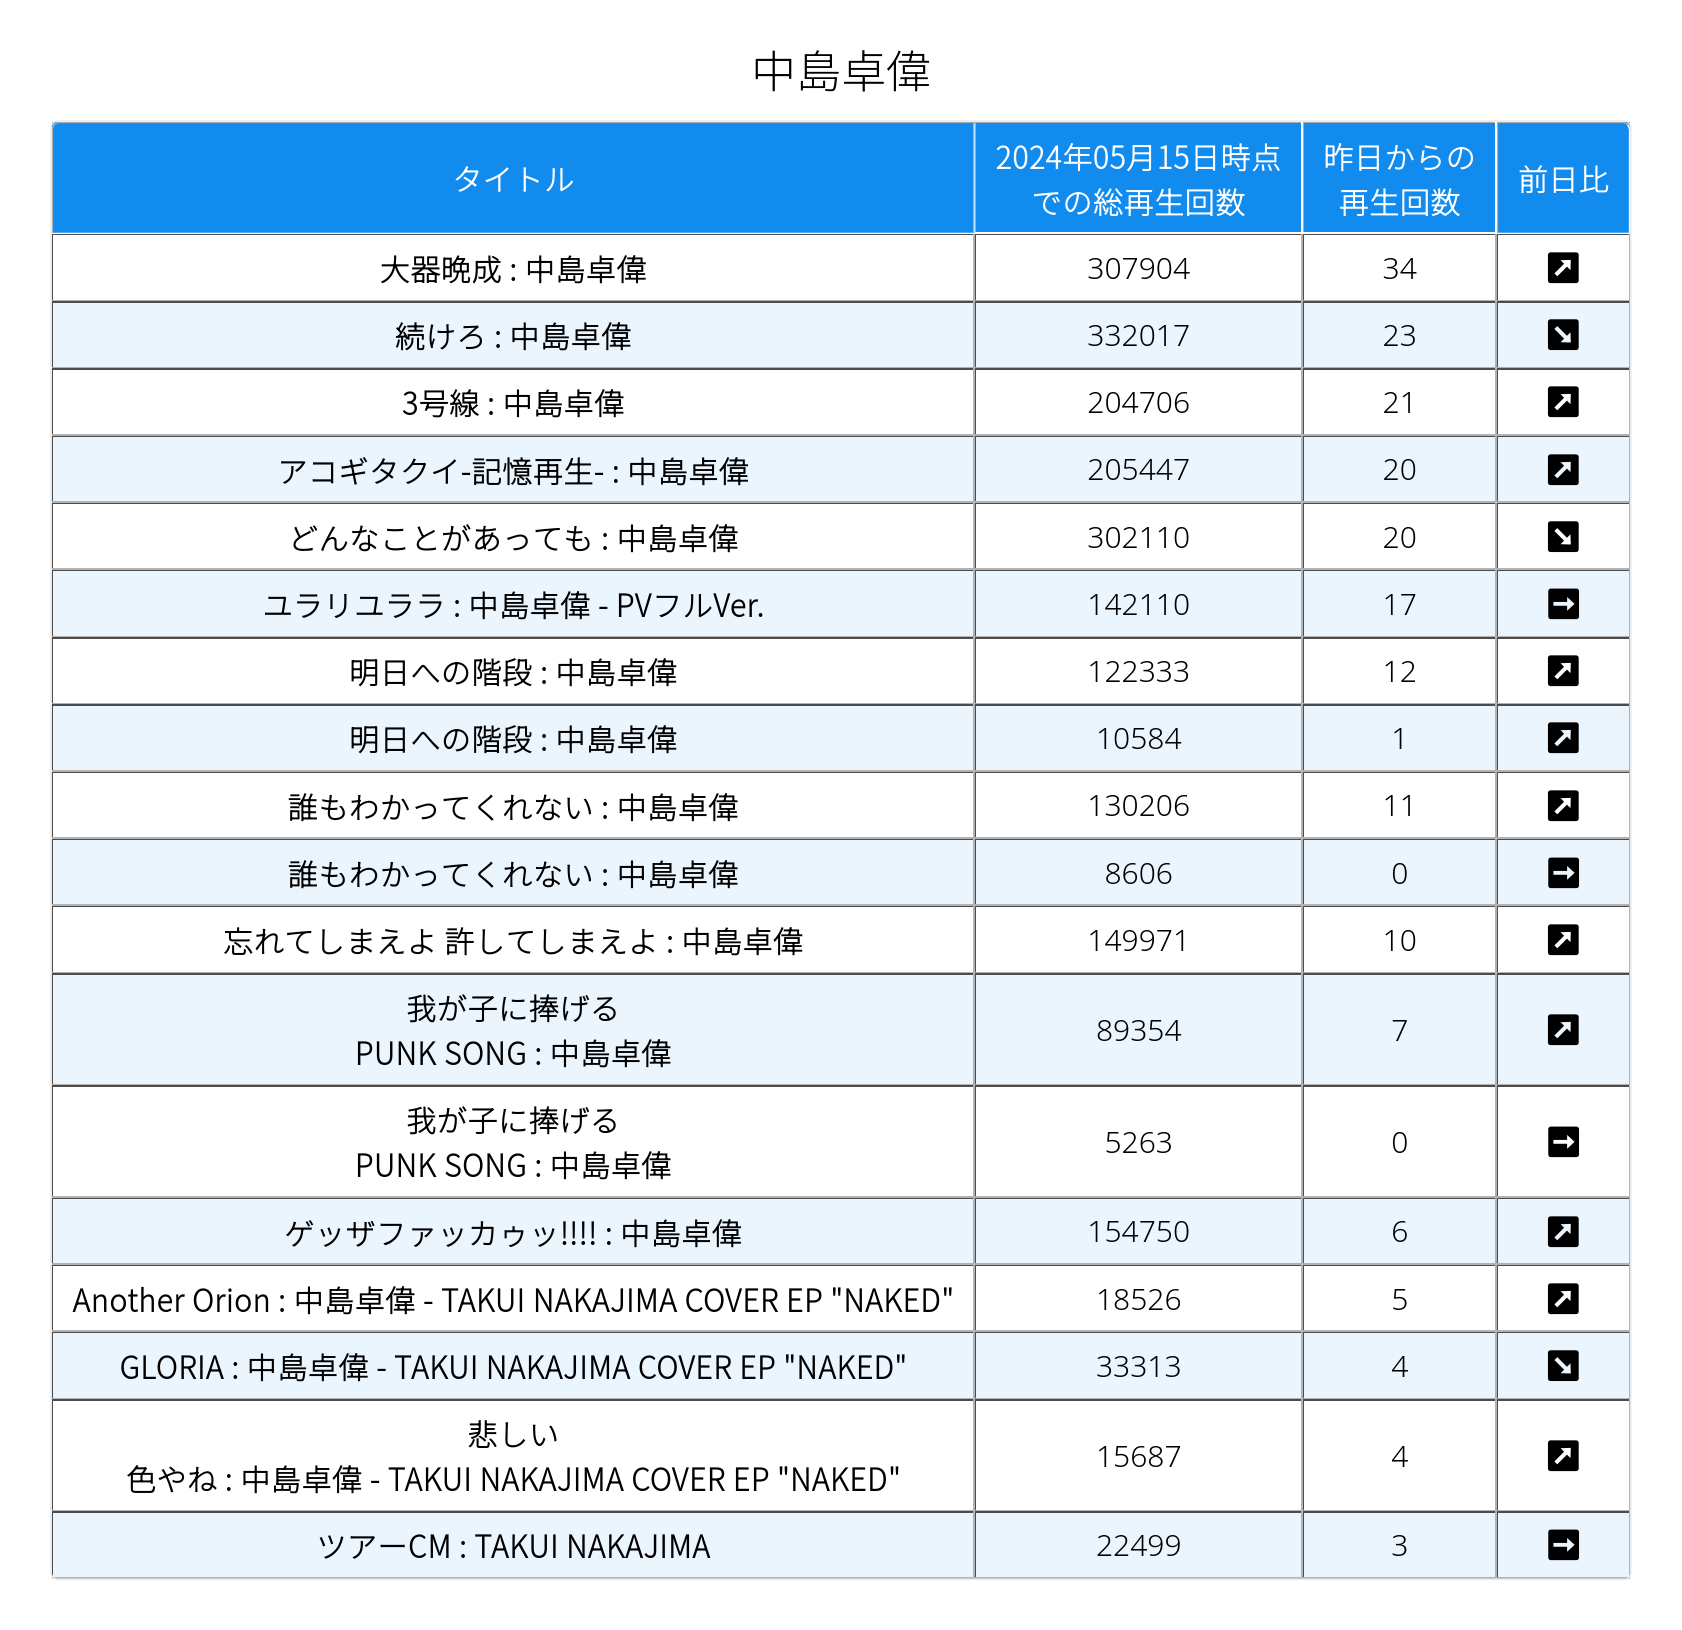 中島卓偉
タイトル
2024年05月15日時点
での総再生回数
昨日からの
再生回数
前日比
大器晩成 : 中島卓偉 307904 34
続けろ : 中島卓偉 332017 23
3号線 : 中島卓偉 204706 21
アコギタクイ-記憶再生- : 中島卓偉 205447 20
どんなことがあっても : 中島卓偉 302110 20
ユラリユララ : 中島卓偉 - PVフルVer. 142110 17
明日への階段 : 中島卓偉 122333 12
明日への階段 : 中島卓偉 10584 1
誰もわかってくれない : 中島卓偉 130206 11
誰もわかってくれない : 中島卓偉 8606 0
忘れてしまえよ 許してしまえよ : 中島卓偉 149971 10
我が子に捧げる
PUNK SONG : 中島卓偉 89354 7
我が子に捧げる
PUNK SONG : 中島卓偉 5263 0
ゲッザファッカゥッ!!!! : 中島卓偉 154750 6
Another Orion : 中島卓偉 - TAKUI NAKAJIMA COVER EP "NAKED" 18526 5
GLORIA : 中島卓偉 - TAKUI NAKAJIMA COVER EP "NAKED" 33313 4
悲しい
色やね : 中島卓偉 - TAKUI NAKAJIMA COVER EP "NAKED" 15687 4
ツアーCM : TAKUI NAKAJIMA 22499 3